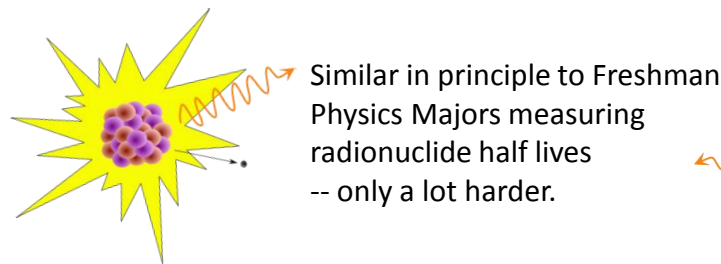 Similar in principle to Freshman
Physics Majors measuring
radionuclide half lives
-- only a lot harder.